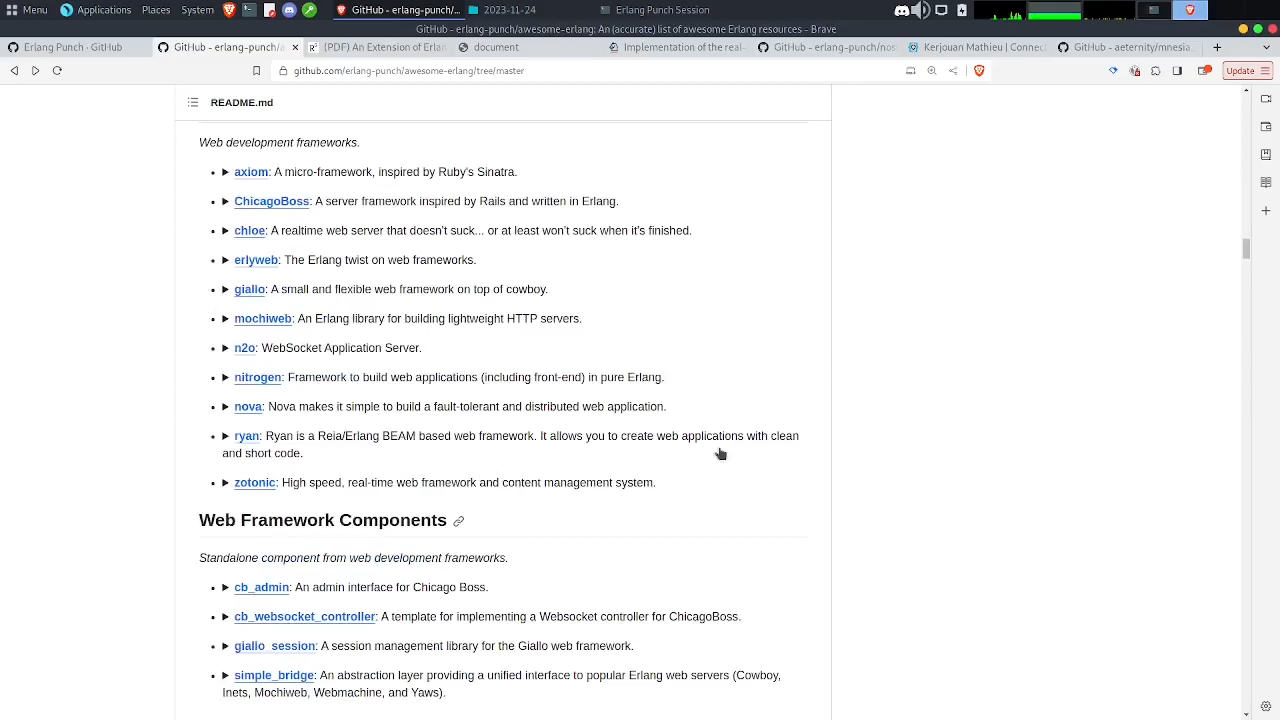 Menu Applications Places System GitHub - erlang-punch/... 2023-11-24 Erlang Punch Session
GitHub - erlang-punch/awesome-erlang: An (accurate) list of awesome Erlang resources - Brave
Erlang Punch · GitHub GitHub - erlang-punch/a (PDF) An Extension of Erlan document Implementation of the real- GitHub - erlang-punch/nos Kerjouan Mathieu | Connect GitHub - aeternity/mnesia_
github.com/erlang-punch/awesome-erlang/tree/master Update
README.md
Web development frameworks.
axiom: A micro-framework, inspired by Ruby's Sinatra.
ChicagoBoss: A server framework inspired by Rails and written in Erlang.
chloe: A realtime web server that doesn't suck... or at least won't suck when it's finished.
erlyweb: The Erlang twist on web frameworks.
giallo: A small and flexible web framework on top of cowboy.
mochiweb: An Erlang library for building lightweight HTTP servers.
n2o: WebSocket Application Server.
nitrogen: Framework to build web applications (including front-end) in pure Erlang.
nova: Nova makes it simple to build a fault-tolerant and distributed web application.
ryan: Ryan is a Reia/Erlang BEAM based web framework. It allows you to create web applications with clean
and short code.
zotonic: High speed, real-time web framework and content management system.
Web Framework Components
Standalone component from web development frameworks.
cb_admin: An admin interface for Chicago Boss.
cb_websocket_controller: A template for implementing a Websocket controller for ChicagoBoss.
giallo_session: A session management library for the Giallo web framework.
simple_bridge: An abstraction layer providing a unified interface to popular Erlang web servers (Cowboy,
Inets, Mochiweb, Webmachine, and Yaws).